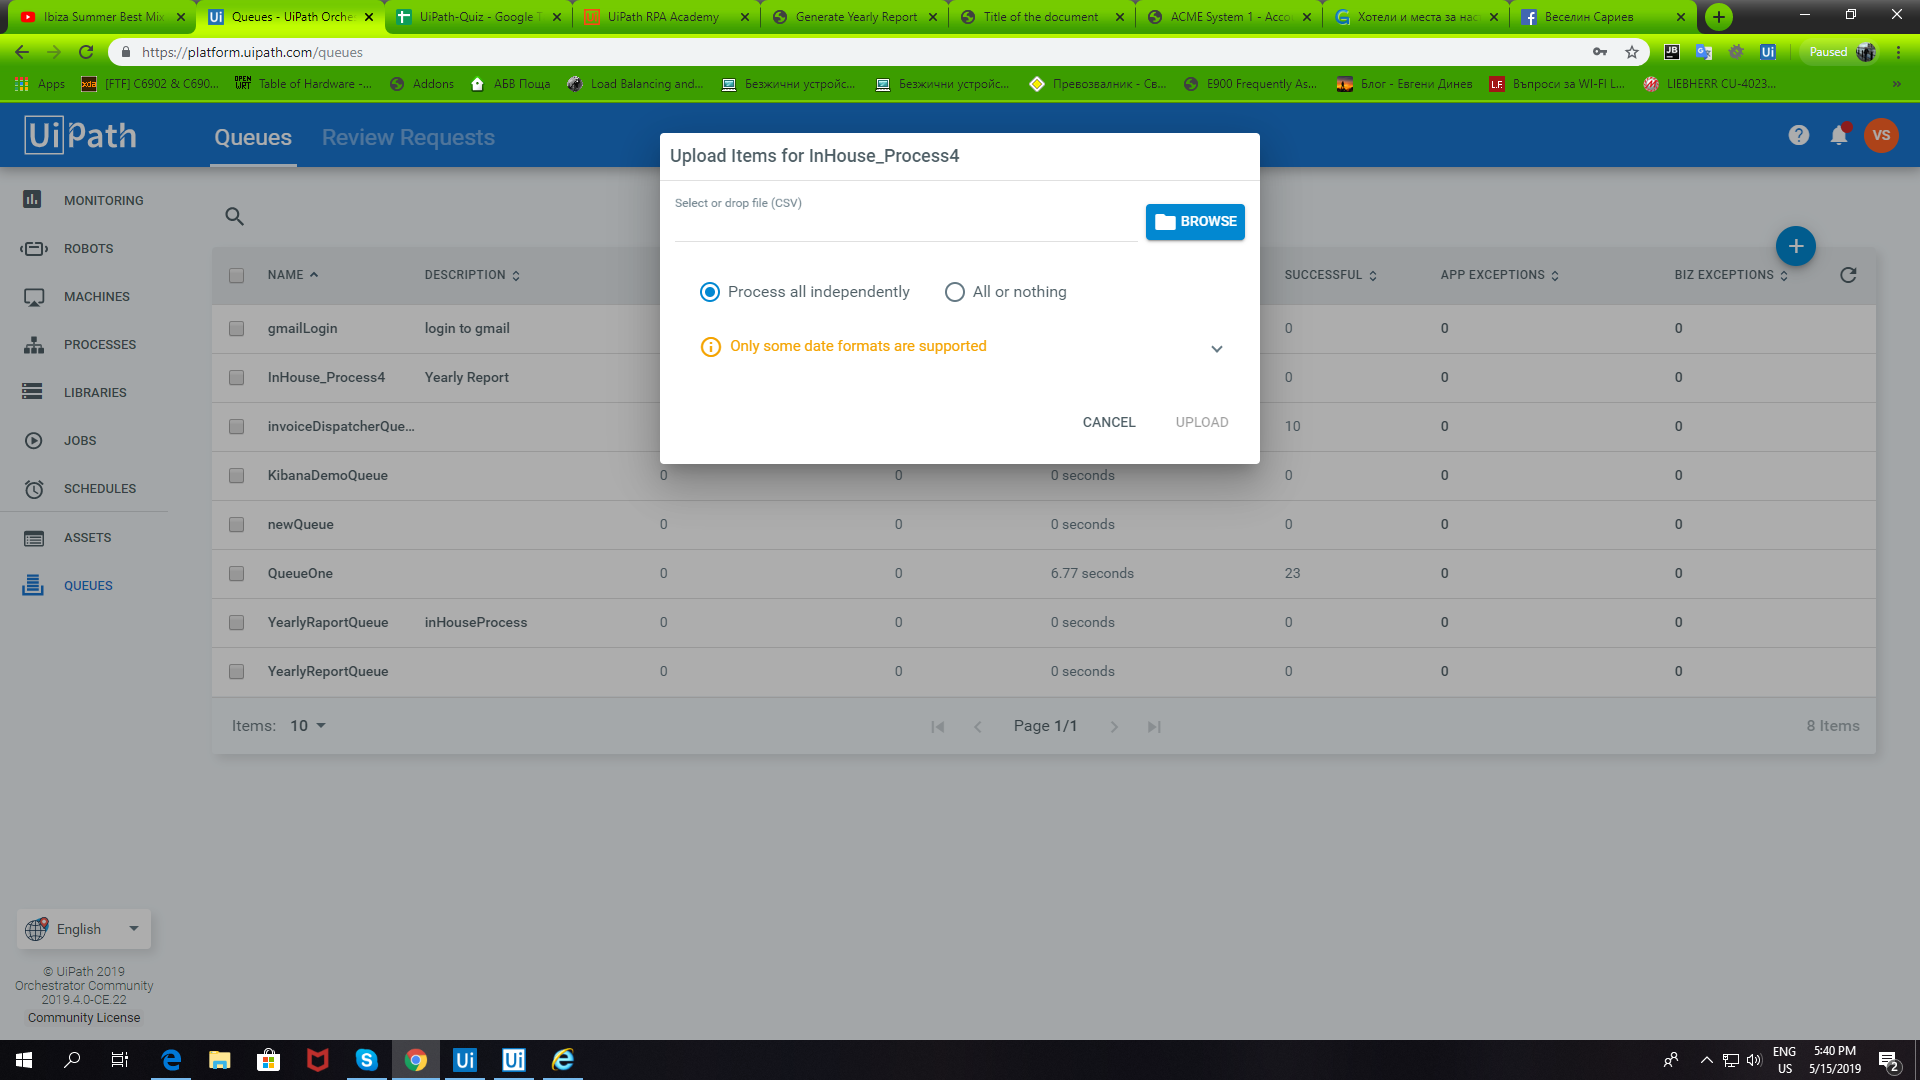 Ibiza Summer Best Mix
Queues - UiPath Orche
UiPath-Quiz - Google T
UiPath RPA Academy
Generate Yearly Report
Title of the document
ACME System 1 - Acco
Хотели и места за нас
Веселин Сариев
https://platform.uipath.com/queues
Paused
Apps
[FTF] C6902 & C690...
Table of Hardware -...
Addons
АБВ Поща
Load Balancing and...
Безжични устройс...
Безжични устройс...
Превозвалник - Св...
E900 Frequently As...
Блог - Евгени Динев
Въпроси за WI-FI L...
LIEBHERR CU-4023...
UiPath
Queues
Review Requests
VS
MONITORING
ROBOTS
MACHINES
PROCESSES
LIBRARIES
JOBS
SCHEDULES
ASSETS
QUEUES
Upload Items for InHouse_Process4
Select or drop file (CSV)
BROWSE
Process all independently
All or nothing
Only some date formats are supported
CANCEL
UPLOAD
NAME DESCRIPTION SUCCESSFUL APP EXCEPTIONS BIZ EXCEPTIONS
gmailLogin login to gmail 0 0 0
InHouse_Process4 Yearly Report 0 0 0
invoiceDispatcherQue... 10 0 0
KibanaDemoQueue 0 0 0 seconds 0 0 0
newQueue 0 0 0 seconds 0 0 0
QueueOne 0 0 6.77 seconds 23 0 0
YearlyRaportQueue inHouseProcess 0 0 0 seconds 0 0 0
YearlyReportQueue 0 0 0 seconds 0 0 0
Items: 10
Page 1/1
8 Items
English
© UiPath 2019
Orchestrator Community
2019.4.0-CE.22
Community License
ENG
US
5:40 PM
5/15/2019
2